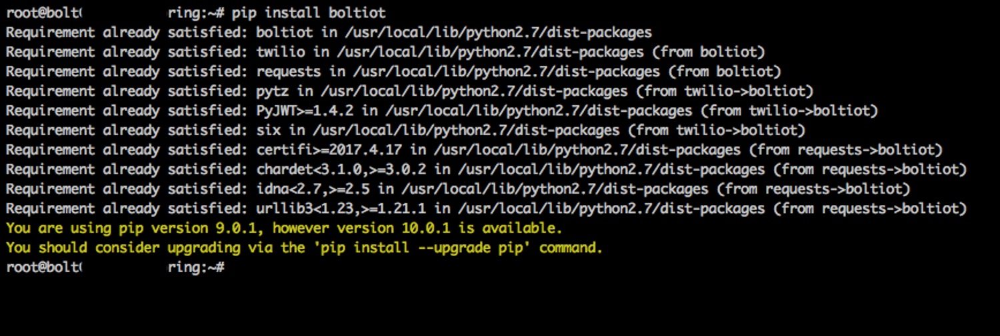 root@bolt ring:~# pip install boltiot
Requirement already satisfied: boltiot in /usr/local/lib/python2.7/dist-packages
Requirement already satisfied: twilio in /usr/local/lib/python2.7/dist-packages (from boltiot)
Requirement already satisfied: requests in /usr/local/lib/python2.7/dist-packages (from boltiot)
Requirement already satisfied: pytz in /usr/local/lib/python2.7/dist-packages (from twilio->boltiot)
Requirement already satisfied: PyJWT>=1.4.2 in /usr/local/lib/python2.7/dist-packages (from twilio->boltiot)
Requirement already satisfied: six in /usr/local/lib/python2.7/dist-packages (from twilio->boltiot)
Requirement already satisfied: certifi>=2017.4.17 in /usr/local/lib/python2.7/dist-packages (from requests->boltiot)
Requirement already satisfied: chardet<3.1.0,>=3.0.2 in /usr/local/lib/python2.7/dist-packages (from requests->boltiot)
Requirement already satisfied: idna<2.7,>=2.5 in /usr/local/lib/python2.7/dist-packages (from requests->boltiot)
Requirement already satisfied: urllib3<1.23,>=1.21.1 in /usr/local/lib/python2.7/dist-packages (from requests->boltiot)
You are using pip version 9.0.1, however version 10.0.1 is available.
You should consider upgrading via the 'pip install --upgrade pip' command.
root@bolt ring:~#